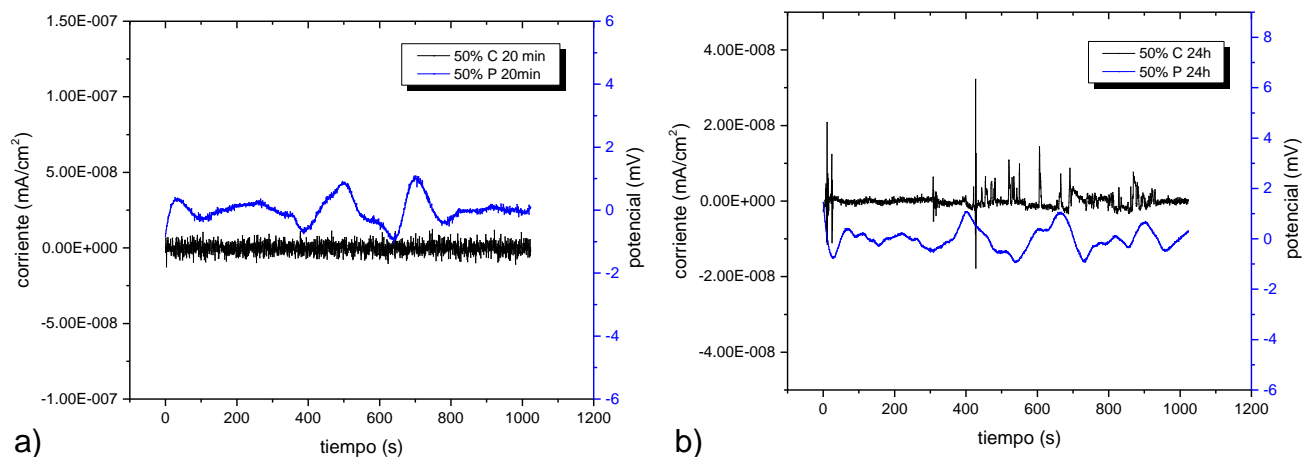 1.50E-007
1.00E-007
5.00E-008
0.00E+000
-5.00E-008
-1.00E-007
corriente (mA/cm²)
50% C 20 min
50% P 20min
6
4
2
0
-2
-4
-6
potencial (mV)
0 200 400 600 800 1000 1200
tiempo (s)
a)
4.00E-008
2.00E-008
0.00E+000
-2.00E-008
-4.00E-008
corriente (mA/cm²)
50% C 24h
50% P 24h
8
6
4
2
0
-2
-4
-6
potencial (mV)
0 200 400 600 800 1000 1200
tiempo (s)
b)